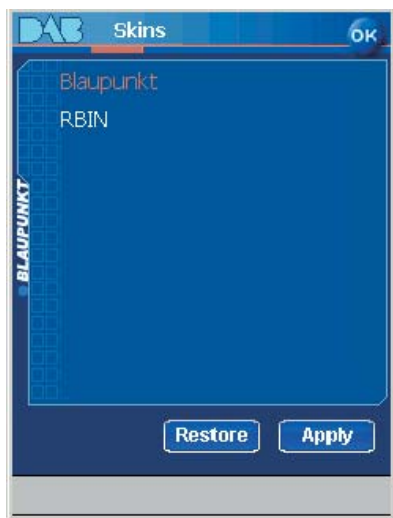 DAB Skins OK
Blaupunkt
RBIN
BLAUPUNKT
Restore Apply